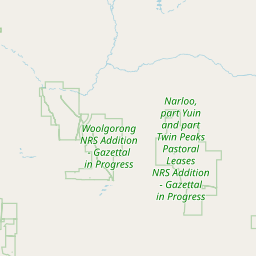 Woolgorong
NRS Addition
- Gazettal
in Progress
Narloo,
part Yuin
and part
Twin Peaks
Pastoral
Leases
NRS Addition
- Gazettal
in Progress